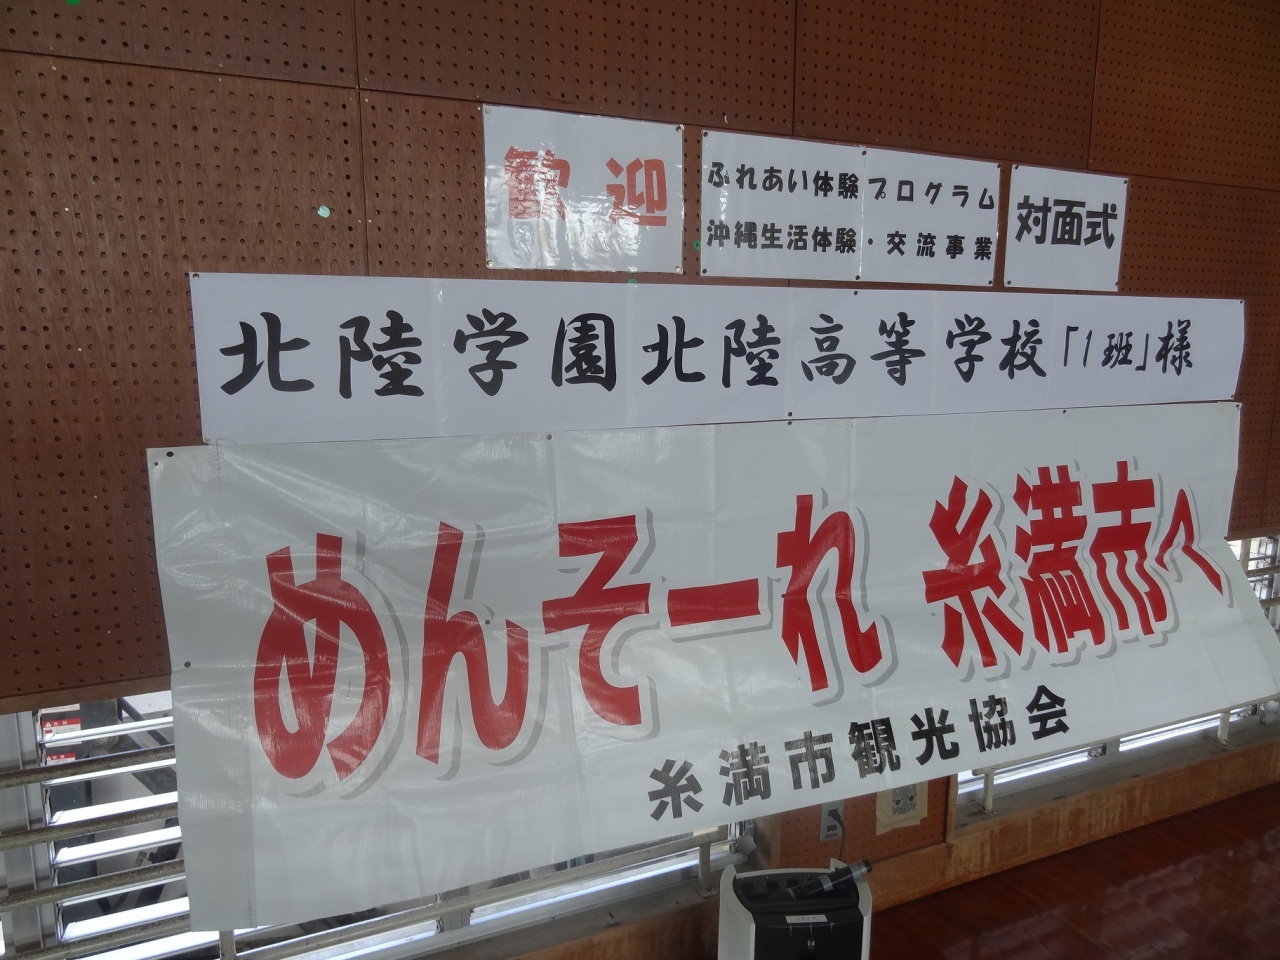 歓迎
ふれあい体験プログラム
沖縄生活体験・交流事業
対面式
北陸学園北陸高等学校「1班」様
めんそーれ 糸満市へ
糸満市観光協会